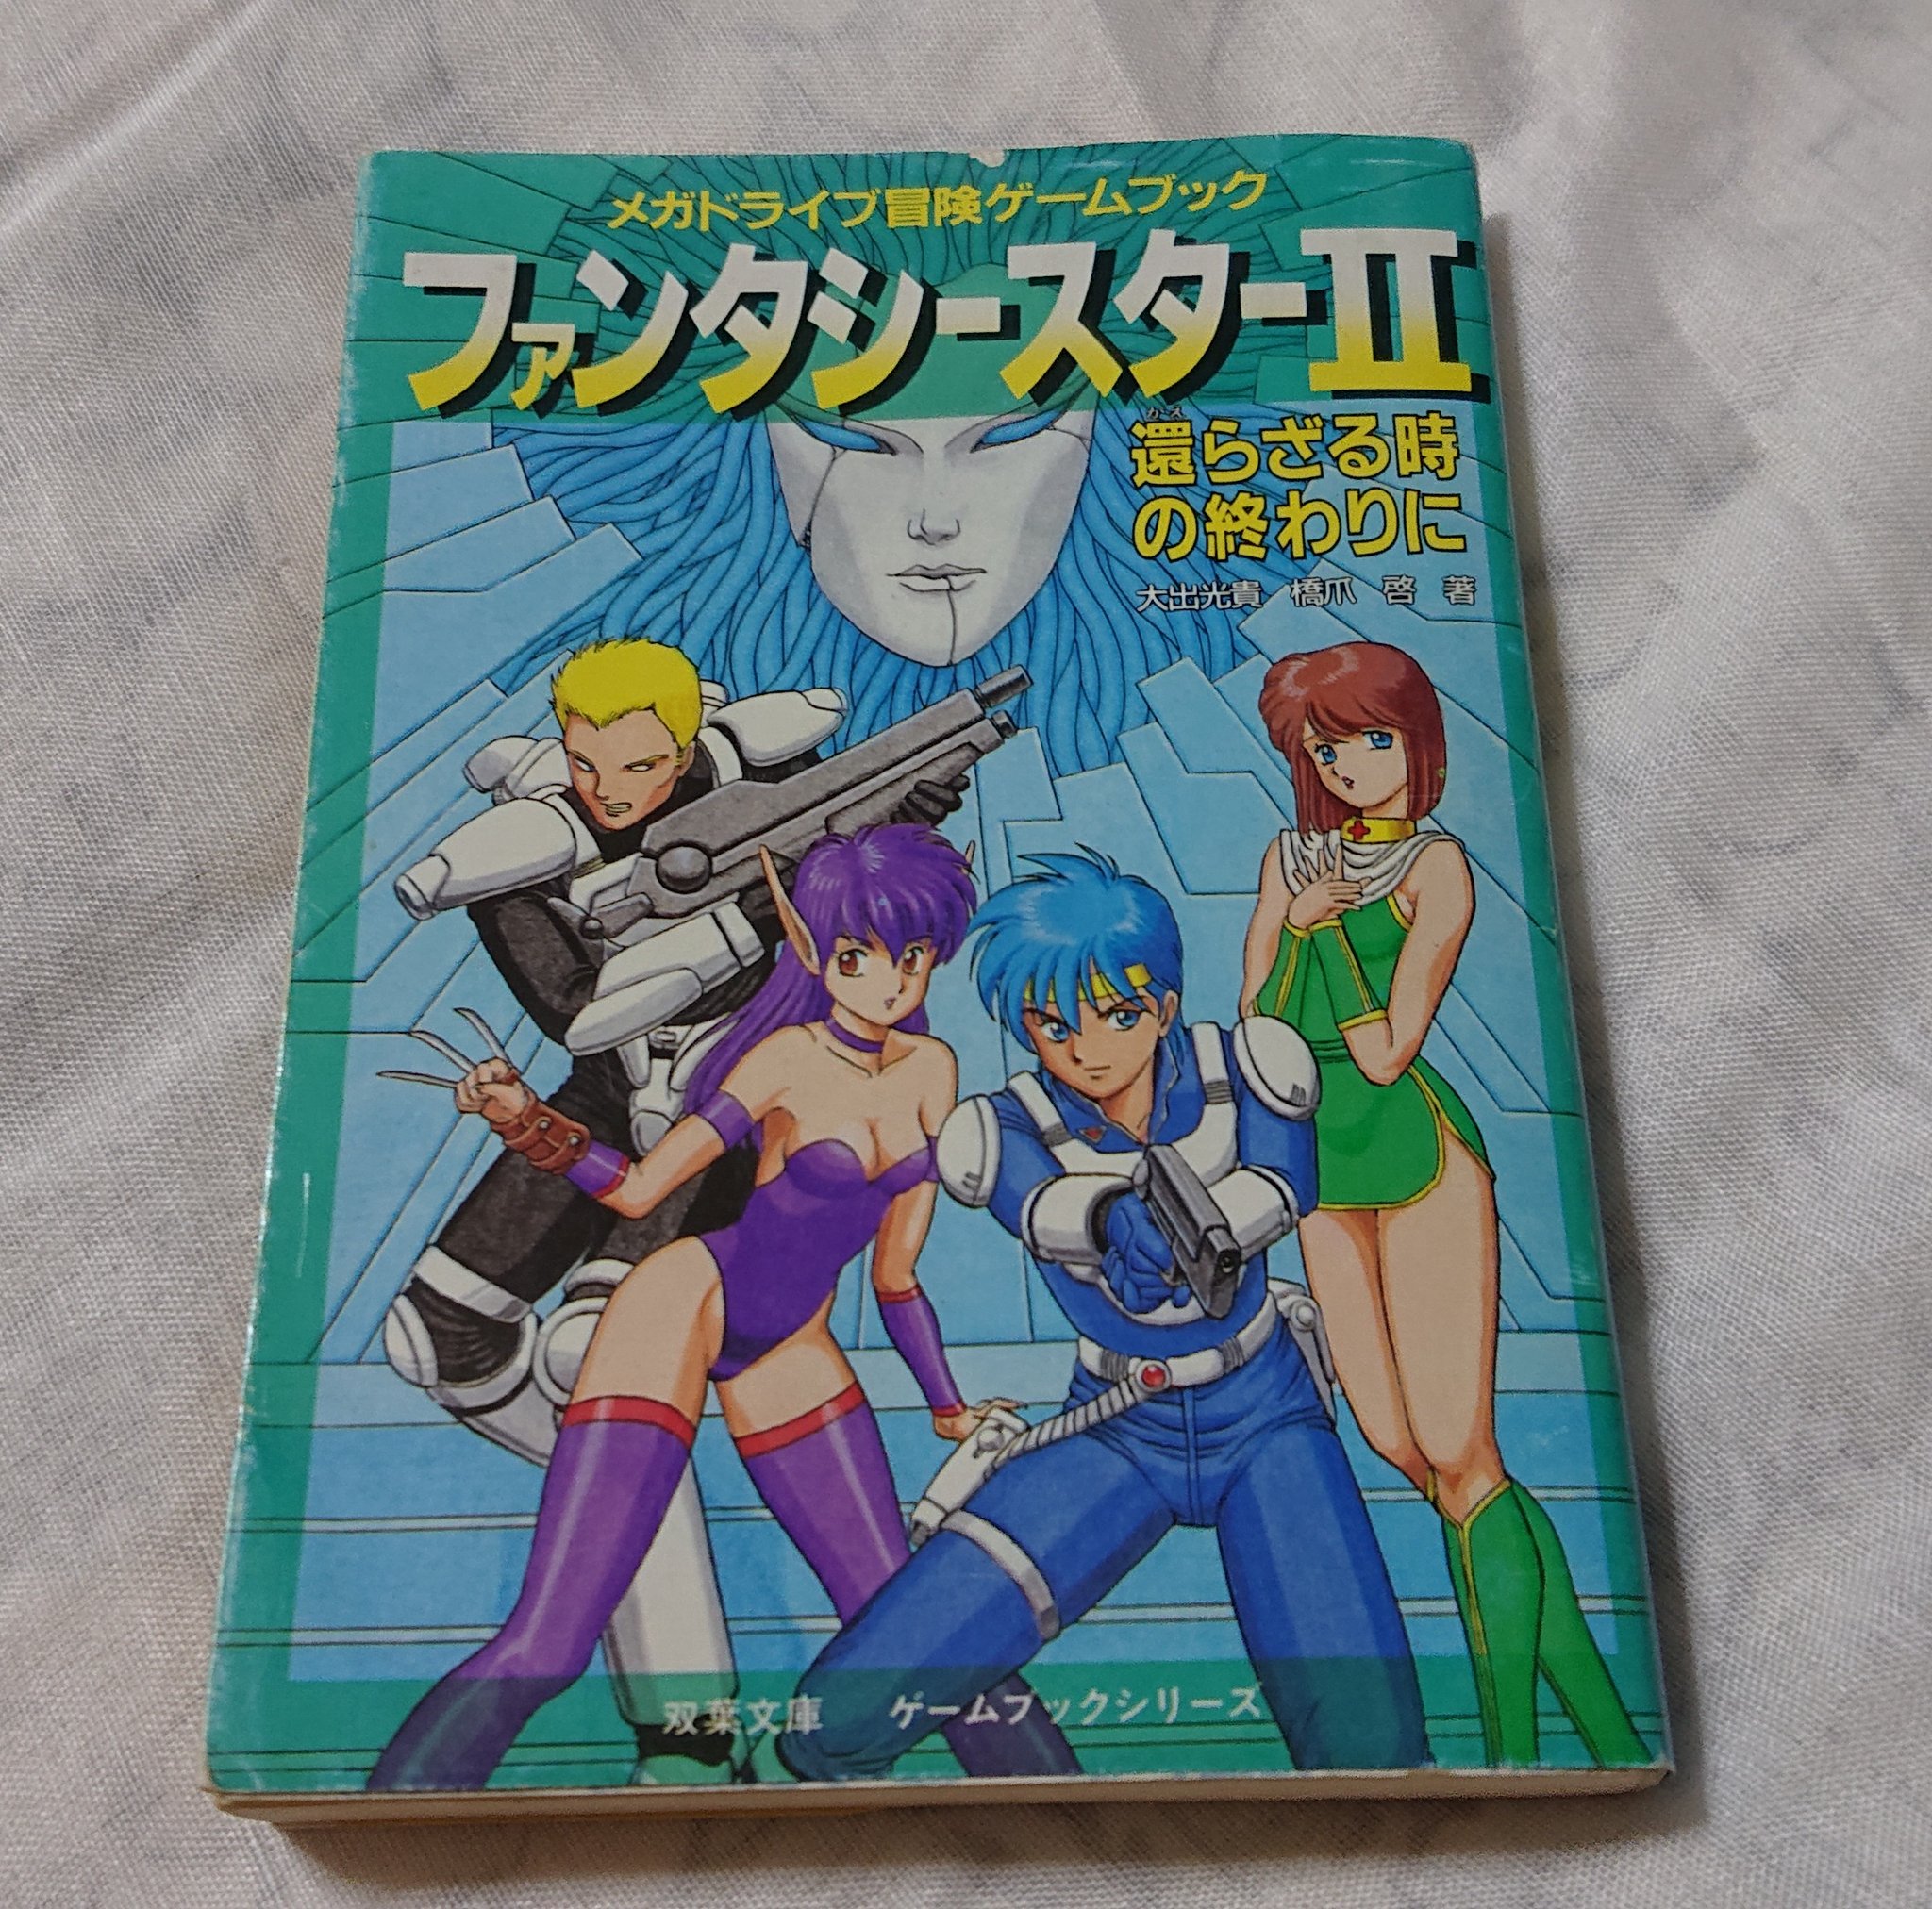 メガドライブ冒険ゲームブック
ファンタシースターII
かえ
還らざる時
の終わりに
大出光貴 橋爪 啓 著
双葉文庫 ゲームブックシリーズ